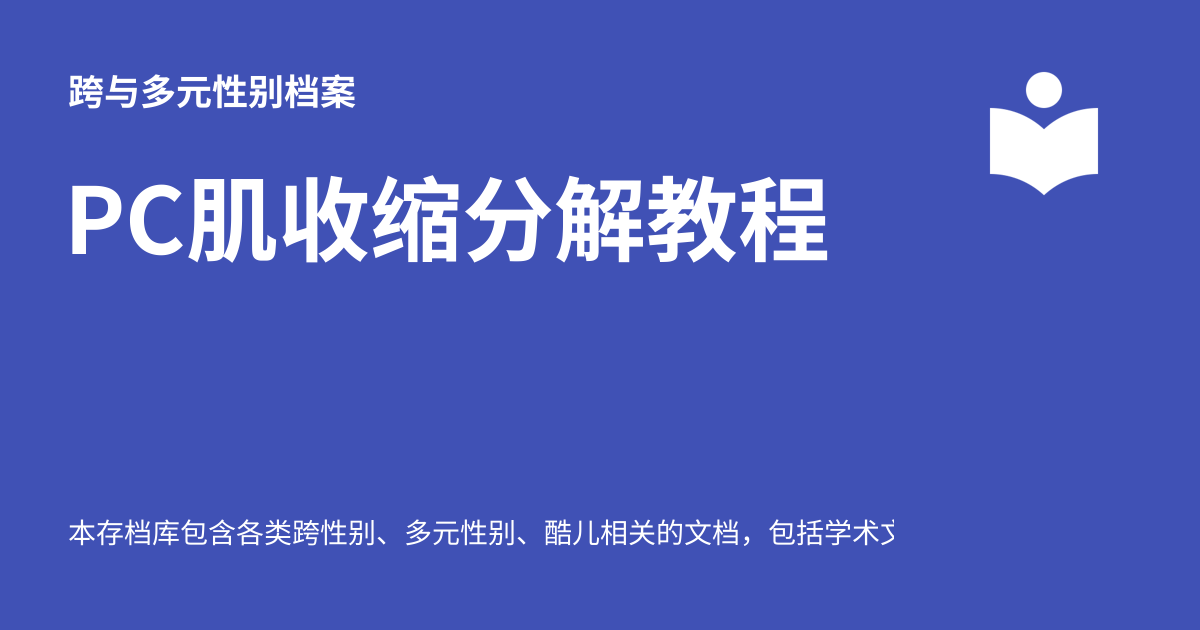 跨与多元性别档案
PC肌收缩分解教程
本存档库包含各类跨性别、多元性别、酷儿相关的文档，包括学术